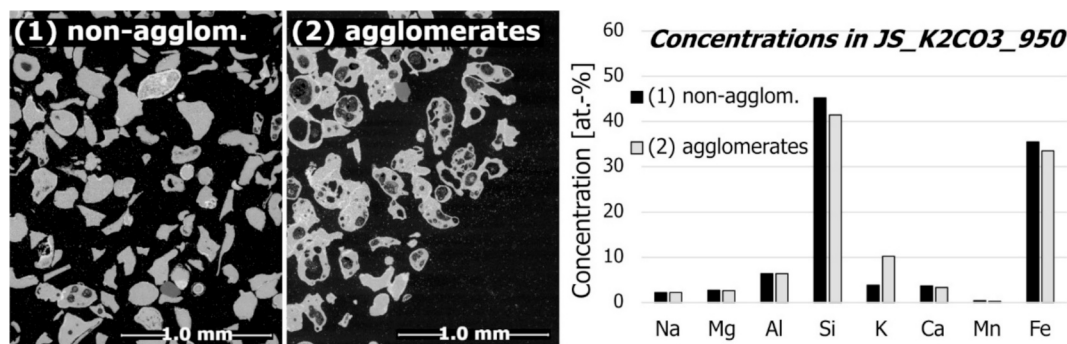 (1) non-agglom.
1.0 mm
(2) agglomerates
1.0 mm
Concentrations in JS_K2CO3_950
Concentration [at.-%]
60
50
40
30
20
10
0
(1) non-agglom.
(2) agglomerates
Na Mg Al Si K Ca Mn Fe